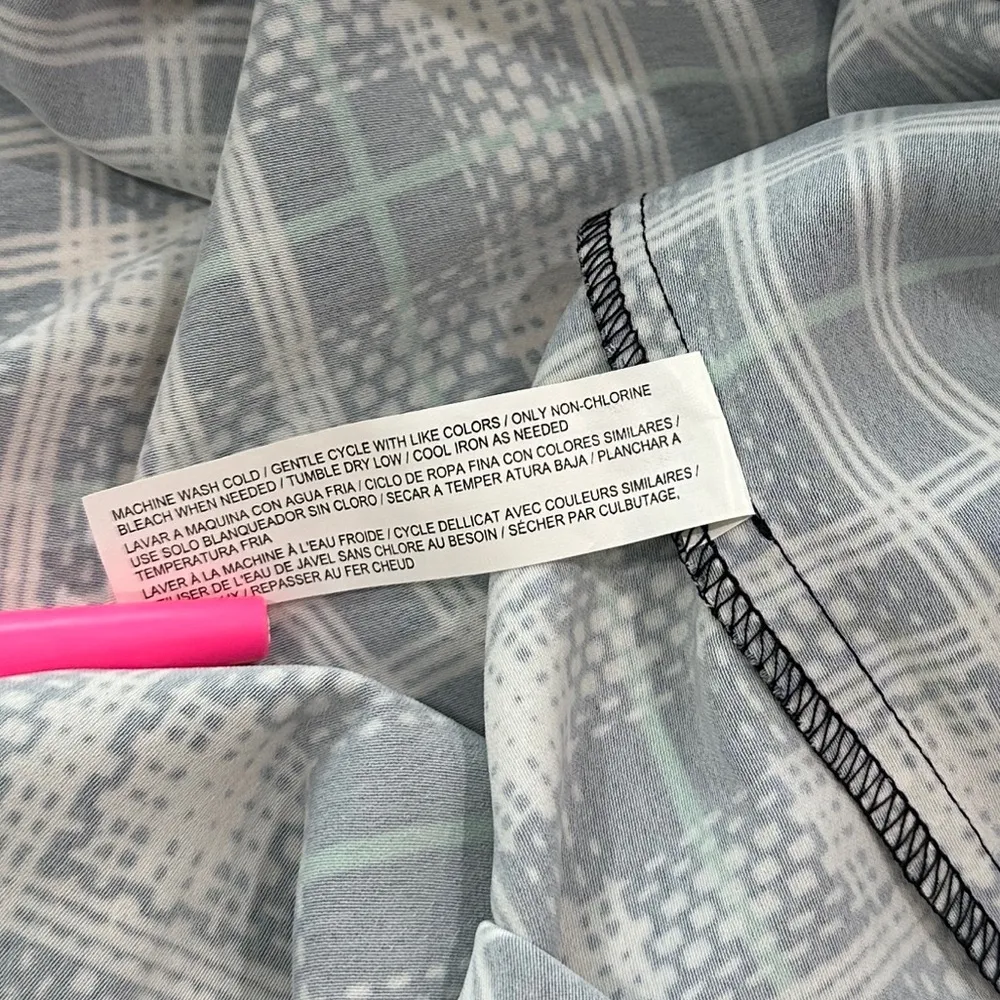 MACHINE WASH COLD / GENTLE CYCLE WITH LIKE COLORS / ONLY NON-CHLORINE
BLEACH WHEN NEEDED / TUMBLE DRY LOW / COOL IRON AS NEEDED
LAVAR A MAQUINA CON AGUA FRIA / CICLO DE ROPA FINA CON COLORES SIMILARES /
USE SOLO BLANQUEADOR SIN CLORO / SECAR A TEMPER ATURA BAJA / PLANCHAR A
TEMPERATURA FRIA
LAVER À LA MACHINE À L'EAU FROIDE / CYCLE DELLICAT AVEC COULEURS SIMILAIRES /
DE L'EAU DE JAVEL SANS CHLORE AU BESOIN / SÉCHER PAR CULBUTAGE,
/ REPASSER AU FER CHEUD